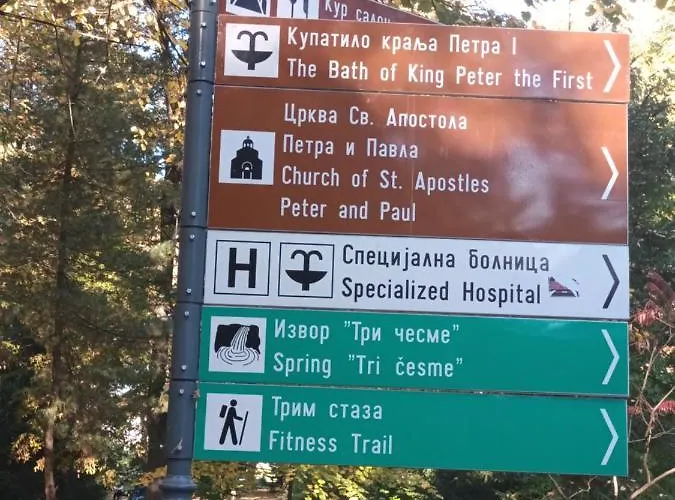 Кур сало
Купатило краља Петра I
The Bath of King Peter the First
Црква Св. Апостола
Петра и Павла
Church of St. Apostles
Peter and Paul
H
Специјална болница
Specialized Hospital
Извор "Три чесме"
Spring "Tri česme"
Трим стаза
Fitness Trail